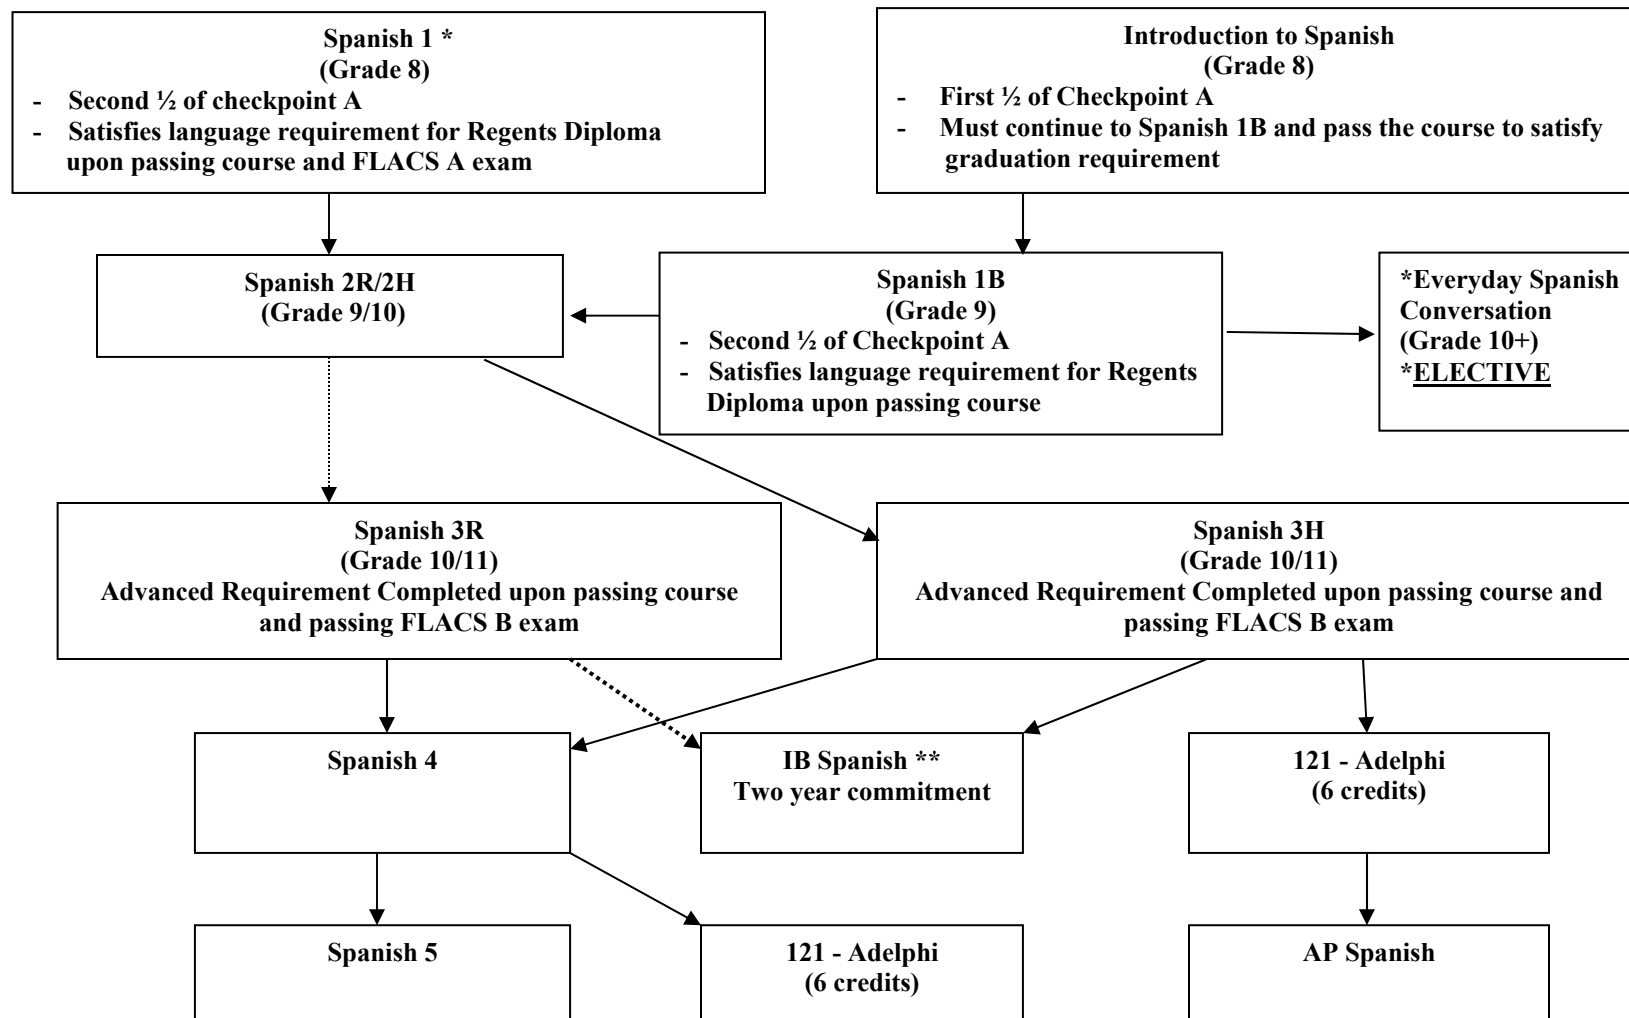 Spanish 1 *
(Grade 8)
- Second ½ of checkpoint A
- Satisfies language requirement for Regents Diploma
upon passing course and FLACS A exam
Introduction to Spanish
(Grade 8)
- First ½ of Checkpoint A
- Must continue to Spanish 1B and pass the course to satisfy
graduation requirement
Spanish 2R/2H
(Grade 9/10)
Spanish 1B
(Grade 9)
- Second ½ of Checkpoint A
- Satisfies language requirement for Regents
Diploma upon passing course
*Everyday Spanish
Conversation
(Grade 10+)
*ELECTIVE
Spanish 3R
(Grade 10/11)
Advanced Requirement Completed upon passing course
and passing FLACS B exam
Spanish 3H
(Grade 10/11)
Advanced Requirement Completed upon passing course and
passing FLACS B exam
Spanish 4
IB Spanish **
Two year commitment
121 - Adelphi
(6 credits)
Spanish 5
121 - Adelphi
(6 credits)
AP Spanish